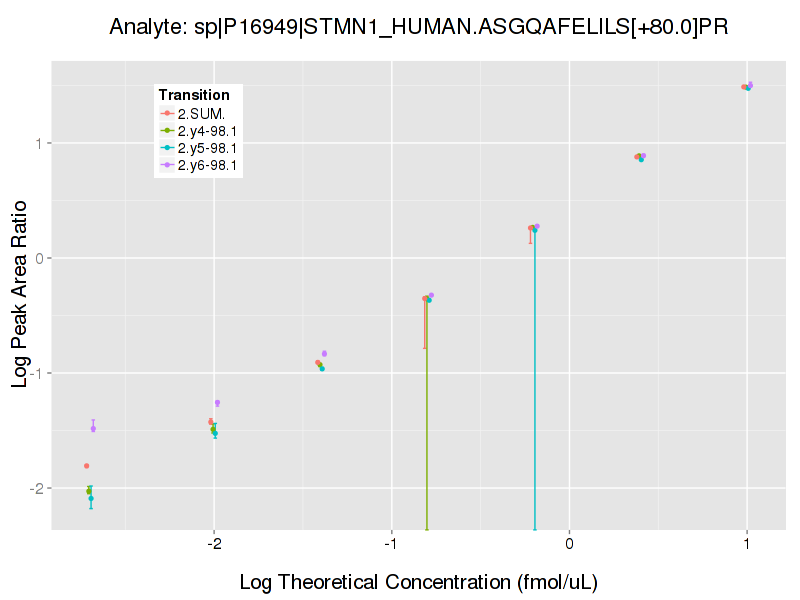 Analyte: sp|P16949|STMN1_HUMAN.ASGQAFELILS[+80.0]PR
Transition
2.SUM.
2.y4-98.1
2.y5-98.1
2.y6-98.1
Log Peak Area Ratio
1
0
-1
-2
-2
-1
0
1
Log Theoretical Concentration (fmol/uL)